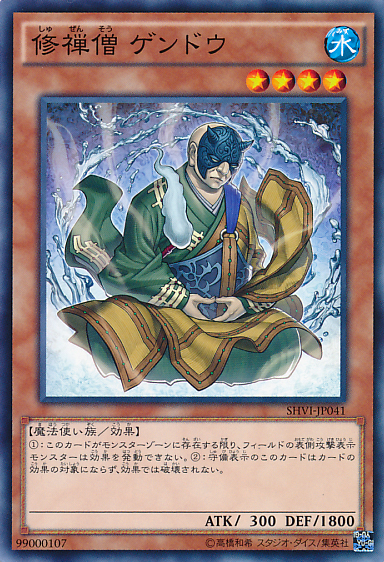 修禅僧 ゲンドウ
水
SHVI-JP041
【魔法使い族／効果】
①：このカードがモンスターゾーンに存在する限り、フィールドの表側攻撃表示
モンスターは効果を発動できない。②：守備表示のこのカードはカードの
効果の対象にならず、効果では破壊されない。
ATK/ 300 DEF/1800
99000107
©高橋和希 スタジオ・ダイス/集英社